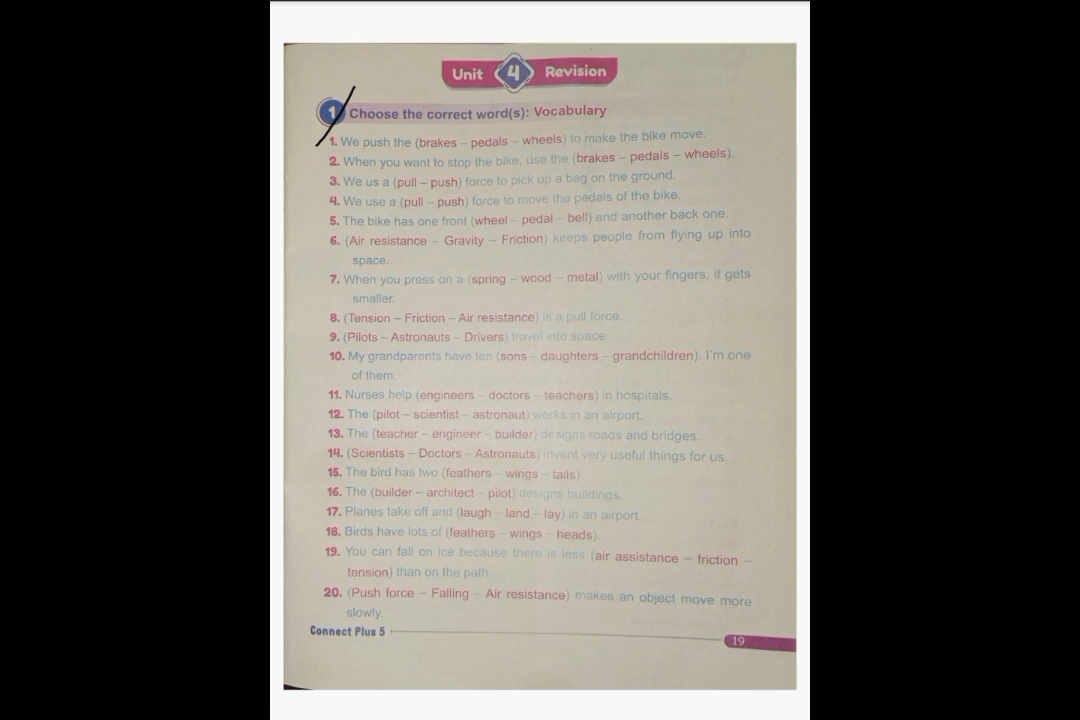 Unit 4 Revision
1 Choose the correct word(s): Vocabulary
1. We push the (brakes – pedals – wheels) to make the bike move.
2. When you want to stop the bike, use the (brakes – pedals – wheels).
3. We us a (pull – push) force to pick up a bag on the ground.
4. We use a (pull – push) force to move the pedals of the bike.
5. The bike has one front (wheel – pedal – bell) and another back one.
6. (Air resistance – Gravity – Friction) keeps people from flying up into
space.
7. When you press on a (spring – wood – metal) with your fingers, it gets
smaller.
8. (Tension – Friction – Air resistance) is a pull force.
9. (Pilots – Astronauts – Drivers) travel into space.
10. My grandparents have ten (sons – daughters – grandchildren). I'm one
of them.
11. Nurses help (engineers – doctors – teachers) in hospitals.
12. The (pilot – scientist – astronaut) works in an airport.
13. The (teacher – engineer – builder) designs roads and bridges.
14. (Scientists – Doctors – Astronauts) invent very useful things for us.
15. The bird has two (feathers – wings – tails).
16. The (builder – architect – pilot) designs buildings.
17. Planes take off and (laugh – land – lay) in an airport.
18. Birds have lots of (feathers – wings – heads).
19. You can fall on ice because there is less (air assistance – friction –
tension) than on the path.
20. (Push force – Falling – Air resistance) makes an object move more
slowly.
Connect Plus 5
19